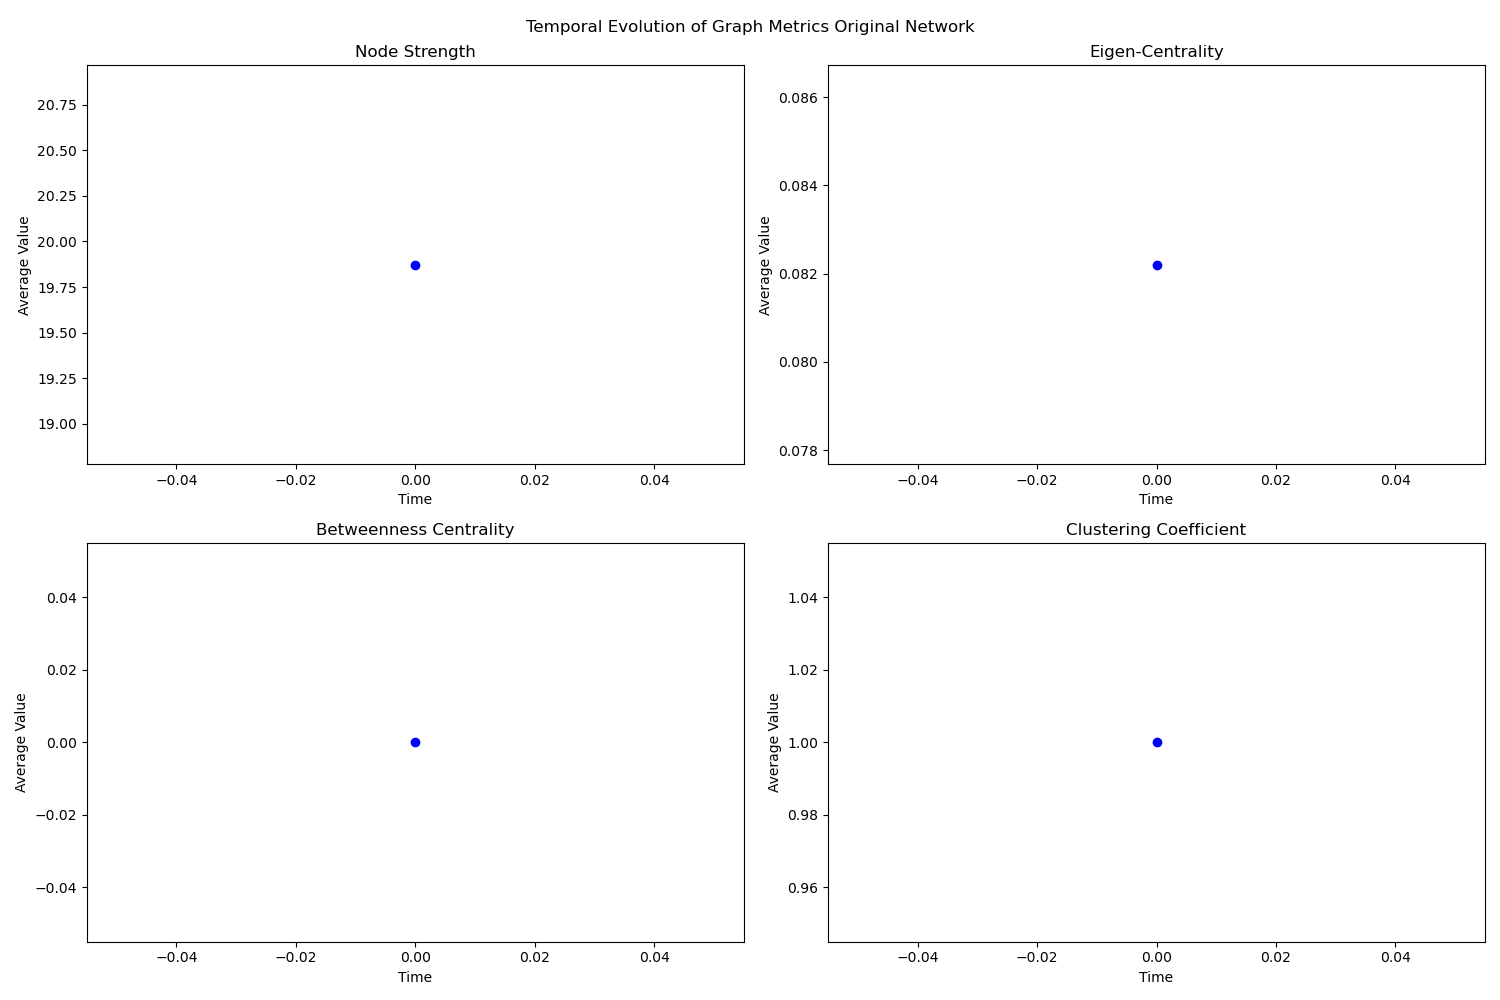 Temporal Evolution of Graph Metrics Original Network
Node Strength
Average Value
20.75
20.50
20.25
20.00
19.75
19.50
19.25
19.00
−0.04 −0.02 0.00 0.02 0.04
Time
Eigen-Centrality
Average Value
0.086
0.084
0.082
0.080
0.078
−0.04 −0.02 0.00 0.02 0.04
Time
Betweenness Centrality
Average Value
0.04
0.02
0.00
−0.02
−0.04
−0.04 −0.02 0.00 0.02 0.04
Time
Clustering Coefficient
Average Value
1.04
1.02
1.00
0.98
0.96
−0.04 −0.02 0.00 0.02 0.04
Time